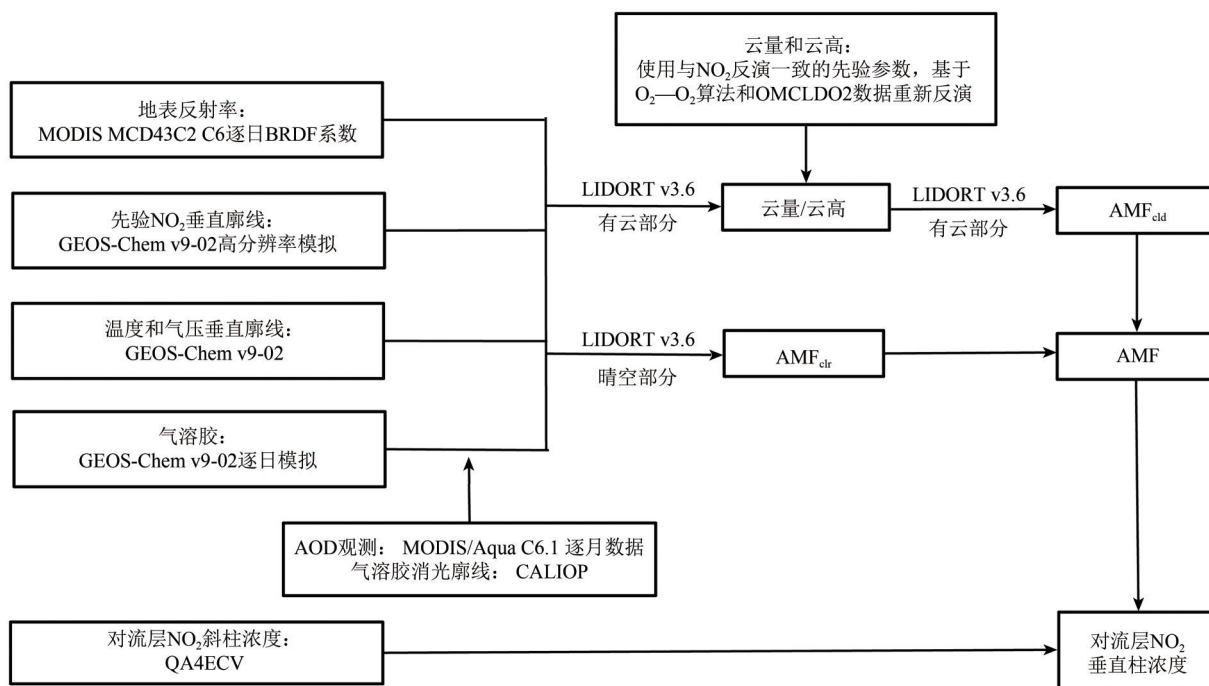 云量和云高：
使用与NO₂反演一致的先验参数，基于
O₂—O₂算法和OMCLDO2数据重新反演
地表反射率：
MODIS MCD43C2 C6逐日BRDF系数
先验NO₂垂直廓线：
GEOS-Chem v9-02高分辨率模拟
温度和气压垂直廓线：
GEOS-Chem v9-02
气溶胶：
GEOS-Chem v9-02逐日模拟
LIDORT v3.6
有云部分
云量/云高
LIDORT v3.6
有云部分
AMFcld
LIDORT v3.6
晴空部分
AMFclr
AMF
AOD观测： MODIS/Aqua C6.1 逐月数据
气溶胶消光廓线： CALIOP
对流层NO₂斜柱浓度：
QA4ECV
对流层NO₂
垂直柱浓度